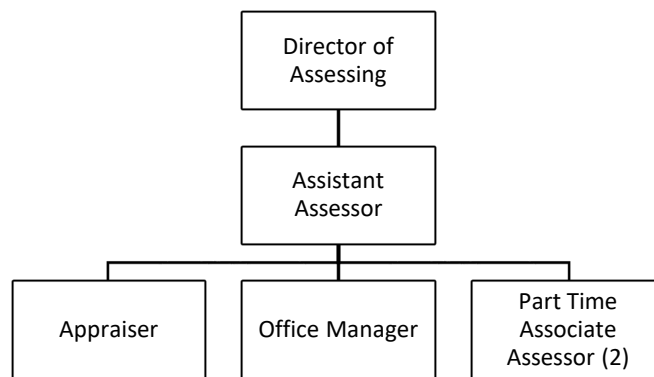 Director of
Assessing
Assistant
Assessor
Appraiser
Office Manager
Part Time
Associate
Assessor (2)